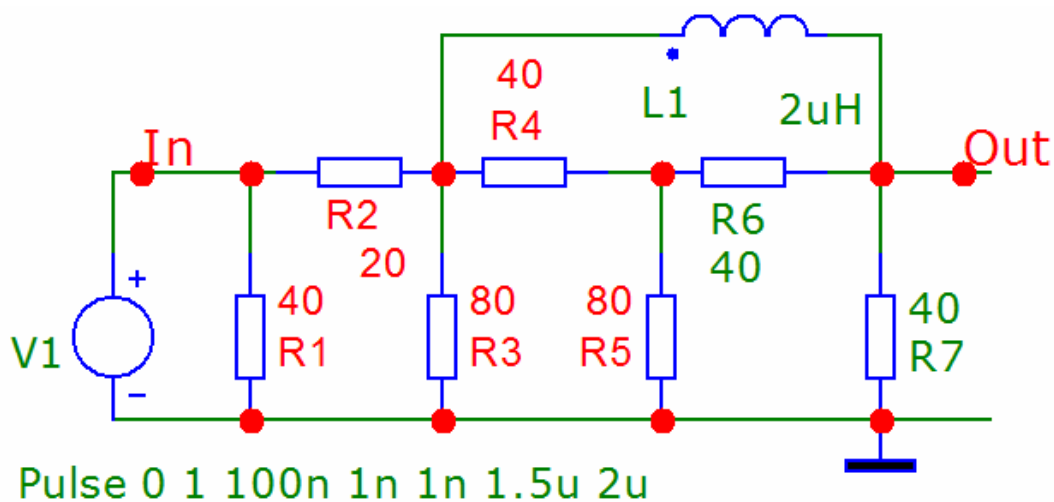 40
R4
L1
2uH
In
Out
R2
20
R6
40
+
V1
−
40
R1
80
R3
80
R5
40
R7
Pulse 0 1 100n 1n 1n 1.5u 2u